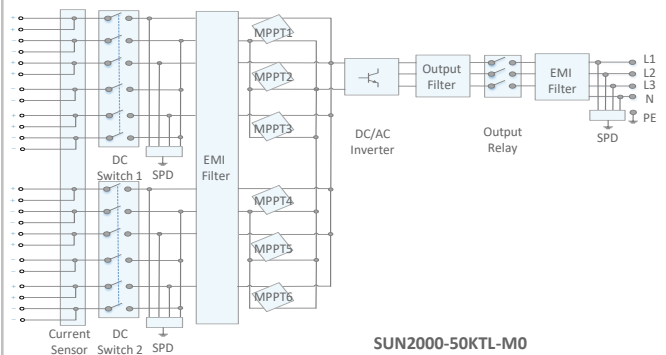 MPPT1
MPPT2
MPPT3
MPPT4
MPPT5
MPPT6
DC
Switch 1
SPD
EMI
Filter
Current
Sensor
DC
Switch 2
SPD
DC/AC
Inverter
Output
Filter
Output
Relay
EMI
Filter
L1
L2
L3
N
PE
SPD
SUN2000-50KTL-M0